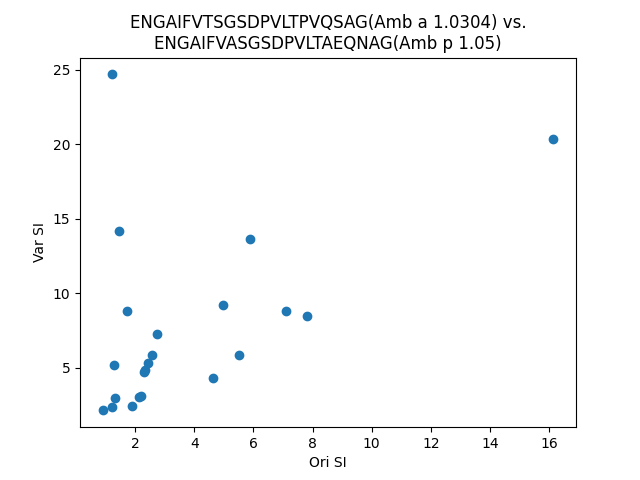 ENGAIFVTSGSDPVLTPVQSAG(Amb a 1.0304) vs.
ENGAIFVASGSDPVLTAEQNAG(Amb p 1.05)
25
20
15
10
5
Var SI
2 4 6 8 10 12 14 16
Ori SI